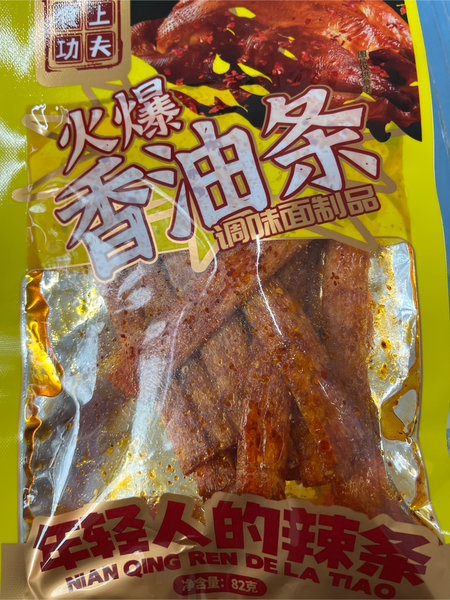 上
功夫
火爆
香油条
调味面制品
年轻人的辣条
NIAN QING REN DE LA TIAO
净含量：82克